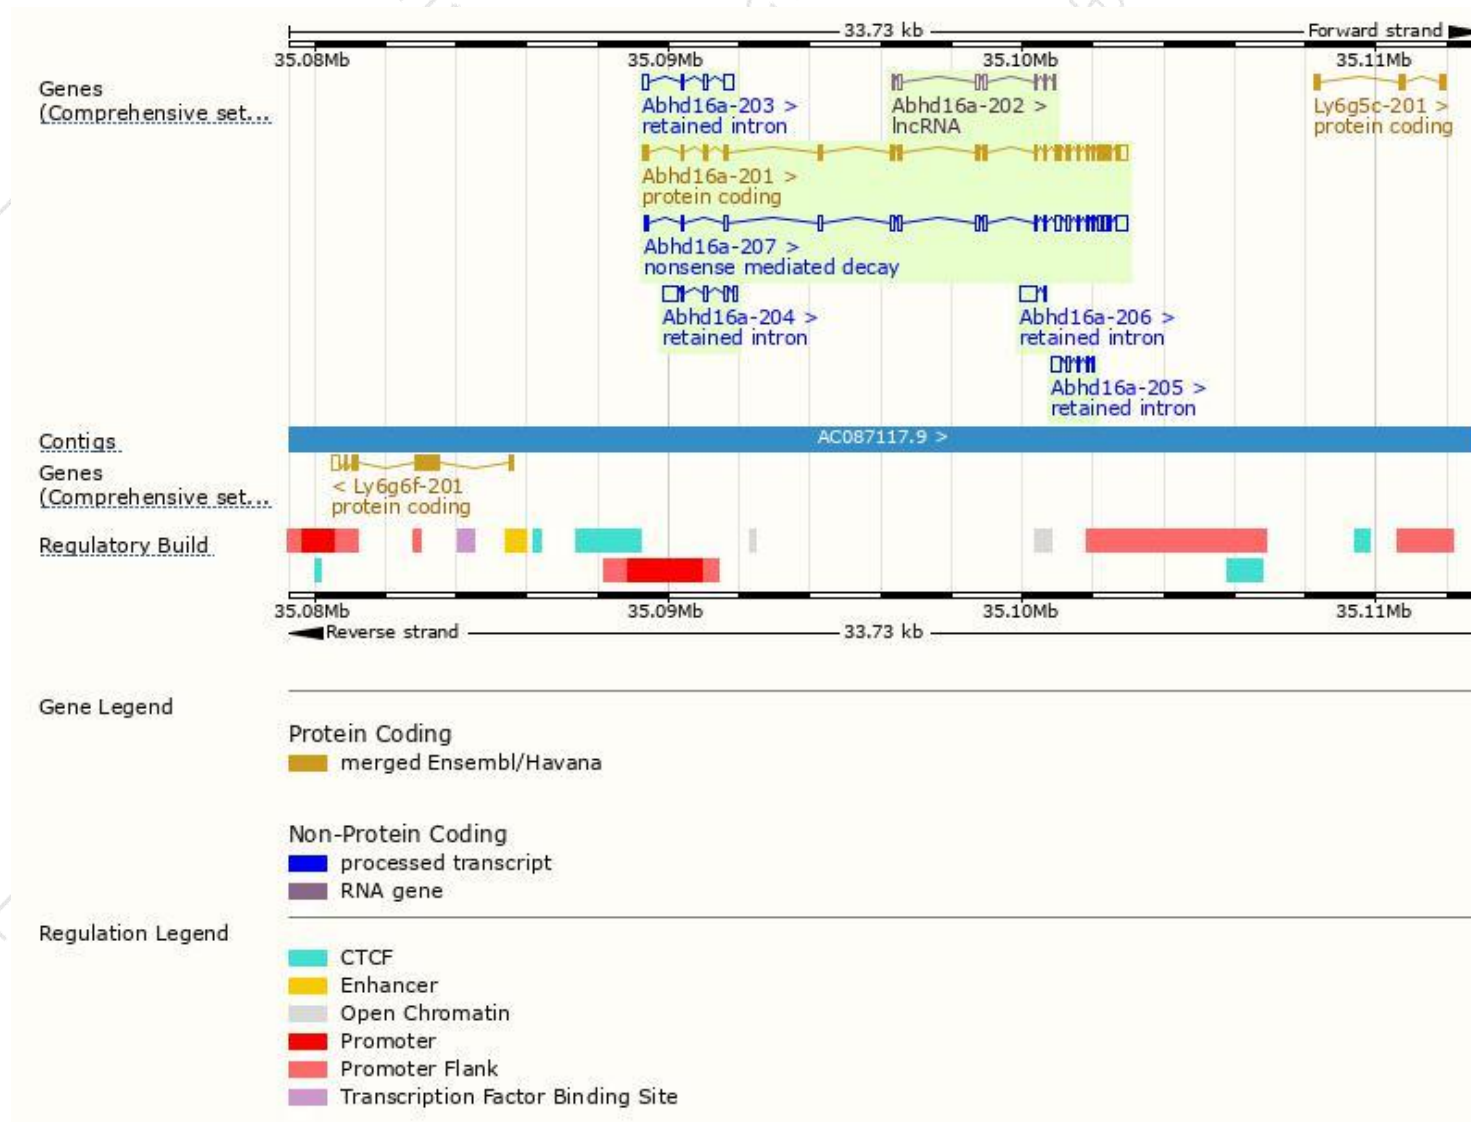 33.73 kb
Forward strand
35.08Mb 35.09Mb 35.10Mb 35.11Mb
Genes
(Comprehensive set...
Abhd16a-203 >
retained intron
Abhd16a-202 >
lncRNA
Ly6g5c-201 >
protein coding
Abhd16a-201 >
protein coding
Abhd16a-207 >
nonsense mediated decay
Abhd16a-204 >
retained intron
Abhd16a-206 >
retained intron
Abhd16a-205 >
retained intron
Contigs
AC087117.9 >
Genes
(Comprehensive set...
< Ly6g6f-201
protein coding
Regulatory Build
35.08Mb 35.09Mb 35.10Mb 35.11Mb
Reverse strand
33.73 kb
Gene Legend
Protein Coding
merged Ensembl/Havana
Non-Protein Coding
processed transcript
RNA gene
Regulation Legend
CTCF
Enhancer
Open Chromatin
Promoter
Promoter Flank
Transcription Factor Binding Site